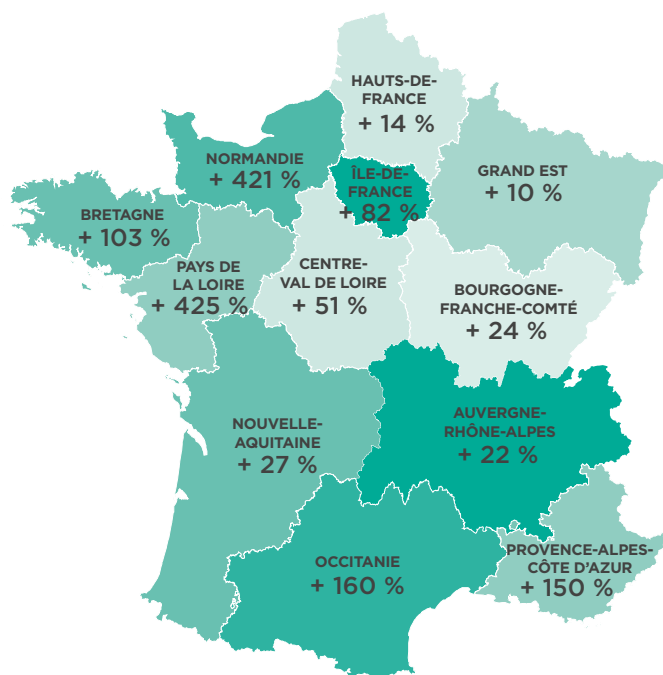 HAUTS-DE-
FRANCE
+ 14 %
NORMANDIE
+ 421 %
ÎLE-DE-
FRANCE
+ 82 %
GRAND EST
+ 10 %
BRETAGNE
+ 103 %
PAYS DE
LA LOIRE
+ 425 %
CENTRE-
VAL DE LOIRE
+ 51 %
BOURGOGNE-
FRANCHE-COMTÉ
+ 24 %
NOUVELLE-
AQUITAINE
+ 27 %
AUVERGNE-
RHÔNE-ALPES
+ 22 %
OCCITANIE
+ 160 %
PROVENCE-ALPES-
CÔTE D'AZUR
+ 150 %